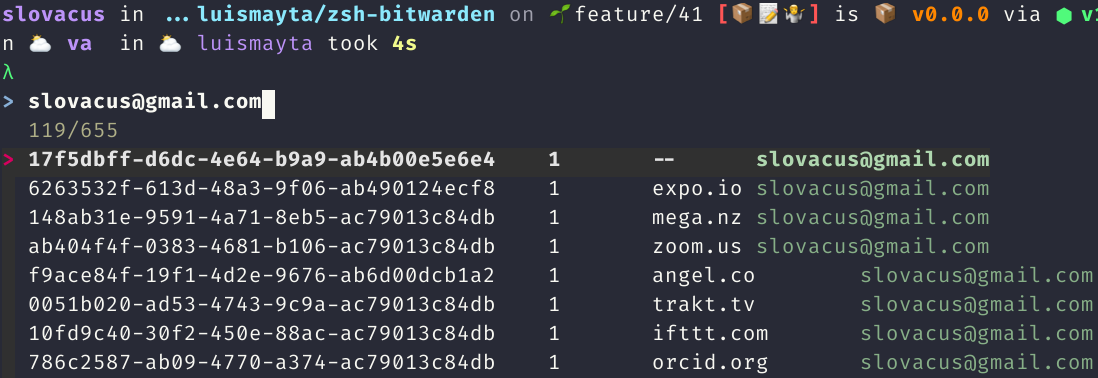 slovacus in …luismayta/zsh-bitwarden on 🌱feature/41 [📦📝🤷] is 📦 v0.0.0 via ⬢ v1
n ⛅ va in ⛅ luismayta took 4s
λ
> slovacus@gmail.com
119/655
> 17f5dbff-d6dc-4e64-b9a9-ab4b00e5e6e4 1 -- slovacus@gmail.com
6263532f-613d-48a3-9f06-ab490124ecf8 1 expo.io slovacus@gmail.com
148ab31e-9591-4a71-8eb5-ac79013c84db 1 mega.nz slovacus@gmail.com
ab404f4f-0383-4681-b106-ac79013c84db 1 zoom.us slovacus@gmail.com
f9ace84f-19f1-4d2e-9676-ab6d00dcb1a2 1 angel.co slovacus@gmail.com
0051b020-ad53-4743-9c9a-ac79013c84db 1 trakt.tv slovacus@gmail.com
10fd9c40-30f2-450e-88ac-ac79013c84db 1 ifttt.com slovacus@gmail.com
786c2587-ab09-4770-a374-ac79013c84db 1 orcid.org slovacus@gmail.com